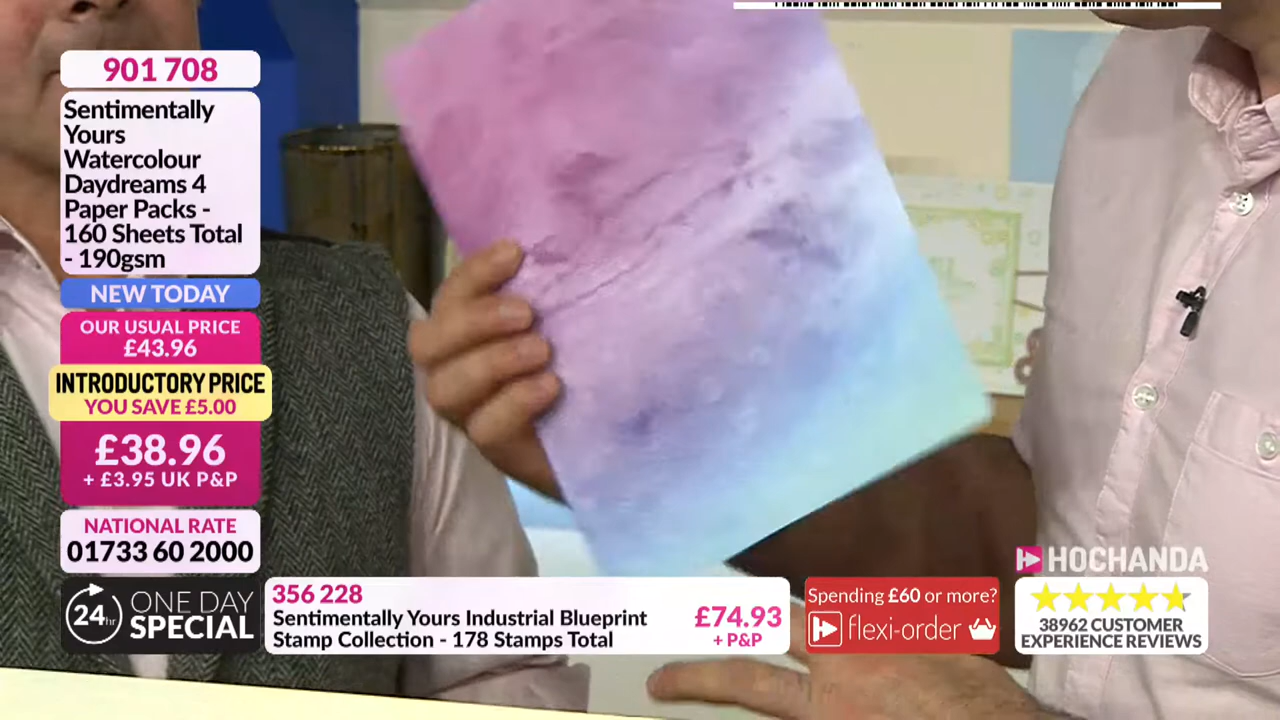 901 708
Sentimentally
Yours
Watercolour
Daydreams 4
Paper Packs -
160 Sheets Total
- 190gsm
NEW TODAY
OUR USUAL PRICE
£43.96
INTRODUCTORY PRICE
YOU SAVE £5.00
£38.96
+ £3.95 UK P&P
NATIONAL RATE
01733 60 2000
24hr
ONE DAY
SPECIAL
356 228
Sentimentally Yours Industrial Blueprint
Stamp Collection - 178 Stamps Total
£74.93
+ P&P
Spending £60 or more?
flexi-order
HOCHANDA
38962 CUSTOMER
EXPERIENCE REVIEWS